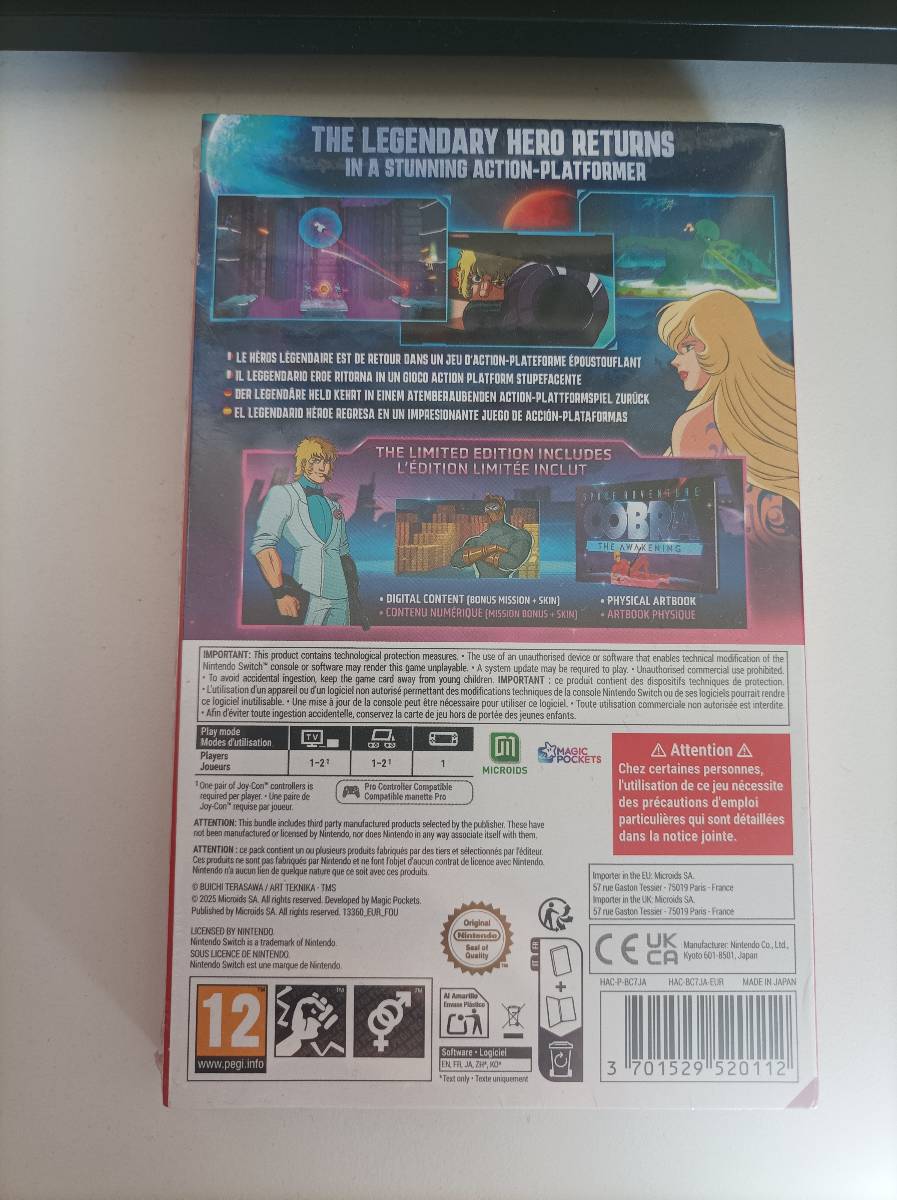 THE LEGENDARY HERO RETURNS
IN A STUNNING ACTION-PLATFORMER
LE HÉROS LÉGENDAIRE EST DE RETOUR DANS UN JEU D'ACTION-PLATEFORME ÉPOUSTOUFLANT
IL LEGGENDARIO EROE RITORNA IN UN GIOCO ACTION PLATFORM STUPEFACENTE
DER LEGENDÄRE HELD KEHRT IN EINEM ATEMBERAUBENDEN ACTION-PLATTFORMSPIEL ZURÜCK
EL LEGENDARIO HÉROE REGRESA EN UN IMPRESIONANTE JUEGO DE ACCIÓN-PLATAFORMAS
THE LIMITED EDITION INCLUDES
L'ÉDITION LIMITÉE INCLUT
SPACE ADVENTURE
COBRA
THE AWAKENING
• DIGITAL CONTENT (BONUS MISSION + SKIN)
• CONTENU NUMÉRIQUE (MISSION BONUS + SKIN)
• PHYSICAL ARTBOOK
• ARTBOOK PHYSIQUE
IMPORTANT: This product contains technological protection measures. • The use of an unauthorised device or software that enables technical modification of the
Nintendo Switch™ console or software may render this game unplayable. • A system update may be required to play. • Unauthorised commercial use prohibited.
• To avoid accidental ingestion, keep the game card away from young children. IMPORTANT : ce produit contient des dispositifs techniques de protection.
• L'utilisation d'un appareil ou d'un logiciel non autorisé permettant des modifications techniques de la console Nintendo Switch ou de ses logiciels pourrait rendre
ce logiciel inutilisable. • Une mise à jour de la console peut être nécessaire pour utiliser ce logiciel. • Toute utilisation commerciale non autorisée est interdite.
• Afin d'éviter toute ingestion accidentelle, conservez la carte de jeu hors de portée des jeunes enfants.
Play mode
Modes d'utilisation
TV
Players
Joueurs
1-2¹
1-2¹
1
¹ One pair of Joy-Con™ controllers is
required per player. • Une paire de
Joy-Con™ requise par joueur.
Pro Controller Compatible
Compatible manette Pro
MICROIDS
MAGIC
POCKETS
Attention
Chez certaines personnes,
l'utilisation de ce jeu nécessite
des précautions d'emploi
particulières qui sont détaillées
dans la notice jointe.
ATTENTION: This bundle includes third party manufactured products selected by the publisher. These have
not been manufactured or licensed by Nintendo, nor does Nintendo in any way associate itself with them.
ATTENTION : ce pack contient un ou plusieurs produits fabriqués par des tiers et sélectionnés par l'éditeur.
Ces produits ne sont pas fabriqués par Nintendo et ne font l'objet d'aucun contrat de licence avec Nintendo.
Nintendo n'a aucun lien de quelque nature que ce soit avec ces produits.
© BUICHI TERASAWA / ART TEKNIKA • TMS
© 2025 Microids SA. All rights reserved. Developed by Magic Pockets.
Published by Microids SA. All rights reserved. 13360_EUR_FOU
LICENSED BY NINTENDO.
Nintendo Switch is a trademark of Nintendo.
SOUS LICENCE DE NINTENDO.
Nintendo Switch est une marque de Nintendo.
Original
Nintendo
Seal of
Quality
Importer in the EU: Microids SA.
57 rue Gaston Tessier - 75019 Paris - France
Importer in the UK: Microids SA.
57 rue Gaston Tessier - 75019 Paris - France
CE
UK
CA
Manufacturer: Nintendo Co., Ltd.,
Kyoto 601-8501, Japan
HAC-P-BC7JA
HAC-BC7JA-EUR
MADE IN JAPAN
12
www.pegi.info
FR
IT
Al Amarillo
Envase Plástico
Software • Logiciel
EN, FR, JA, ZH*, KO*
*Text only • Texte uniquement
3 701529 520112